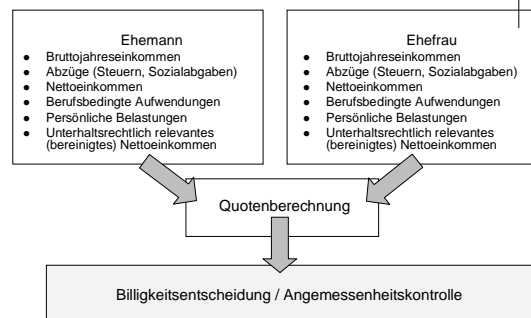 Ehemann
● Bruttojahreseinkommen
● Abzüge (Steuern, Sozialabgaben)
● Nettoeinkommen
● Berufsbedingte Aufwendungen
● Persönliche Belastungen
● Unterhaltsrechtlich relevantes
(bereinigtes) Nettoeinkommen
Ehefrau
● Bruttojahreseinkommen
● Abzüge (Steuern, Sozialabgaben)
● Nettoeinkommen
● Berufsbedingte Aufwendungen
● Persönliche Belastungen
● Unterhaltsrechtlich relevantes
(bereinigtes) Nettoeinkommen
Quotenberechnung
Billigkeitsentscheidung / Angemessenheitskontrolle